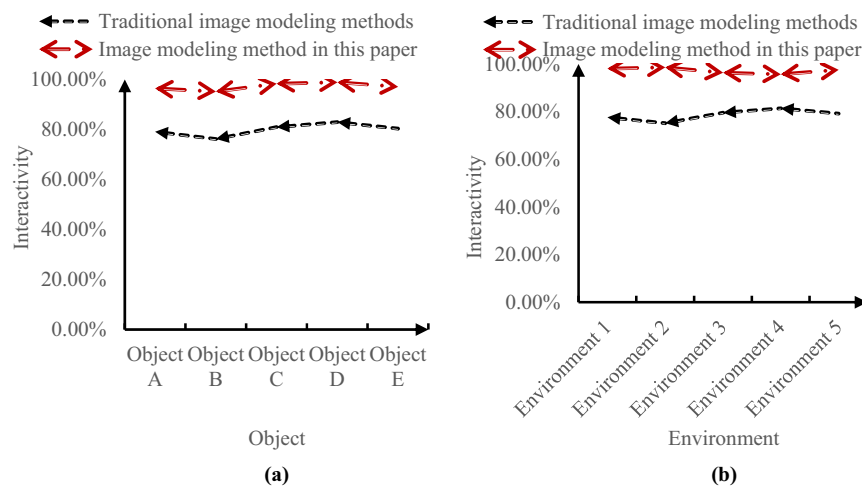 Traditional image modeling methods
Image modeling method in this paper
100.00%
80.00%
60.00%
40.00%
20.00%
0.00%
Interactivity
Object A
Object B
Object C
Object D
Object E
Object
(a)
Traditional image modeling methods
Image modeling method in this paper
100.00%
80.00%
60.00%
40.00%
20.00%
0.00%
Interactivity
Environment 1
Environment 2
Environment 3
Environment 4
Environment 5
Environment
(b)